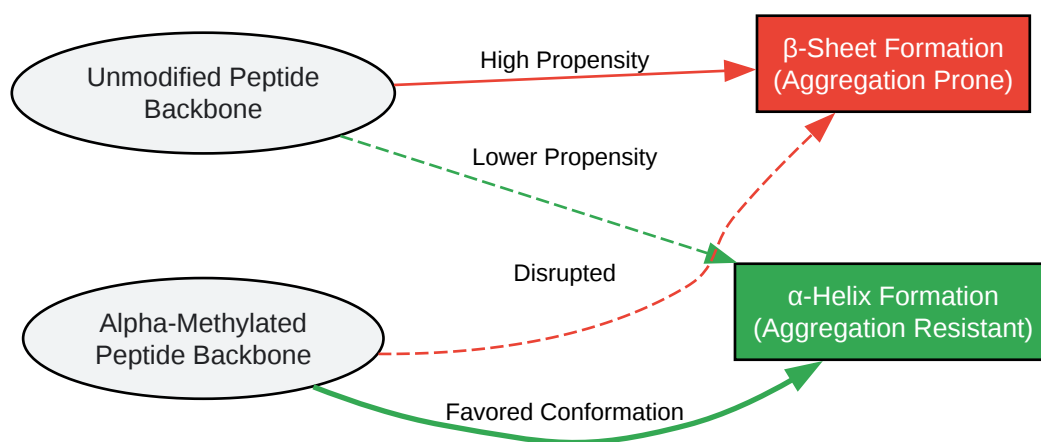 Unmodified Peptide
Backbone
High Propensity
β-Sheet Formation
(Aggregation Prone)
Lower Propensity
Disrupted
Alpha-Methylated
Peptide Backbone
α-Helix Formation
(Aggregation Resistant)
Favored Conformation